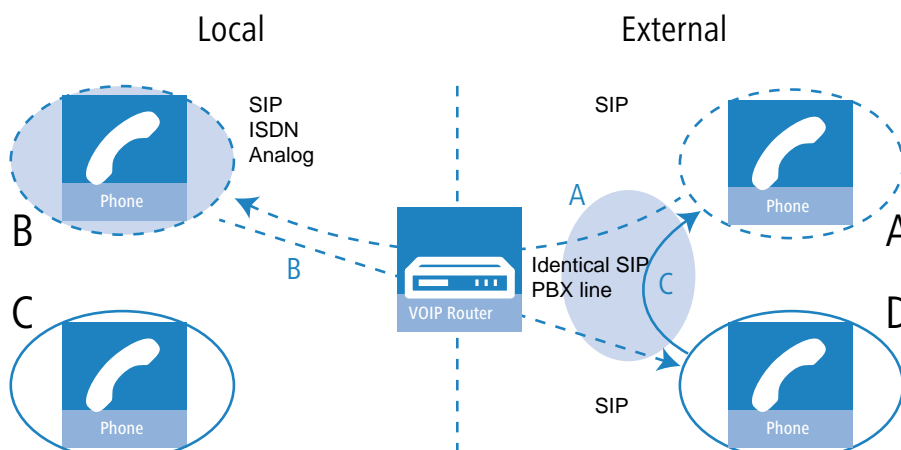 Local
External
SIP
ISDN
Analog
SIP
Phone
Phone
A
B
A
B
Identical SIP
PBX line
C
VOIP Router
C
D
Phone
SIP
Phone